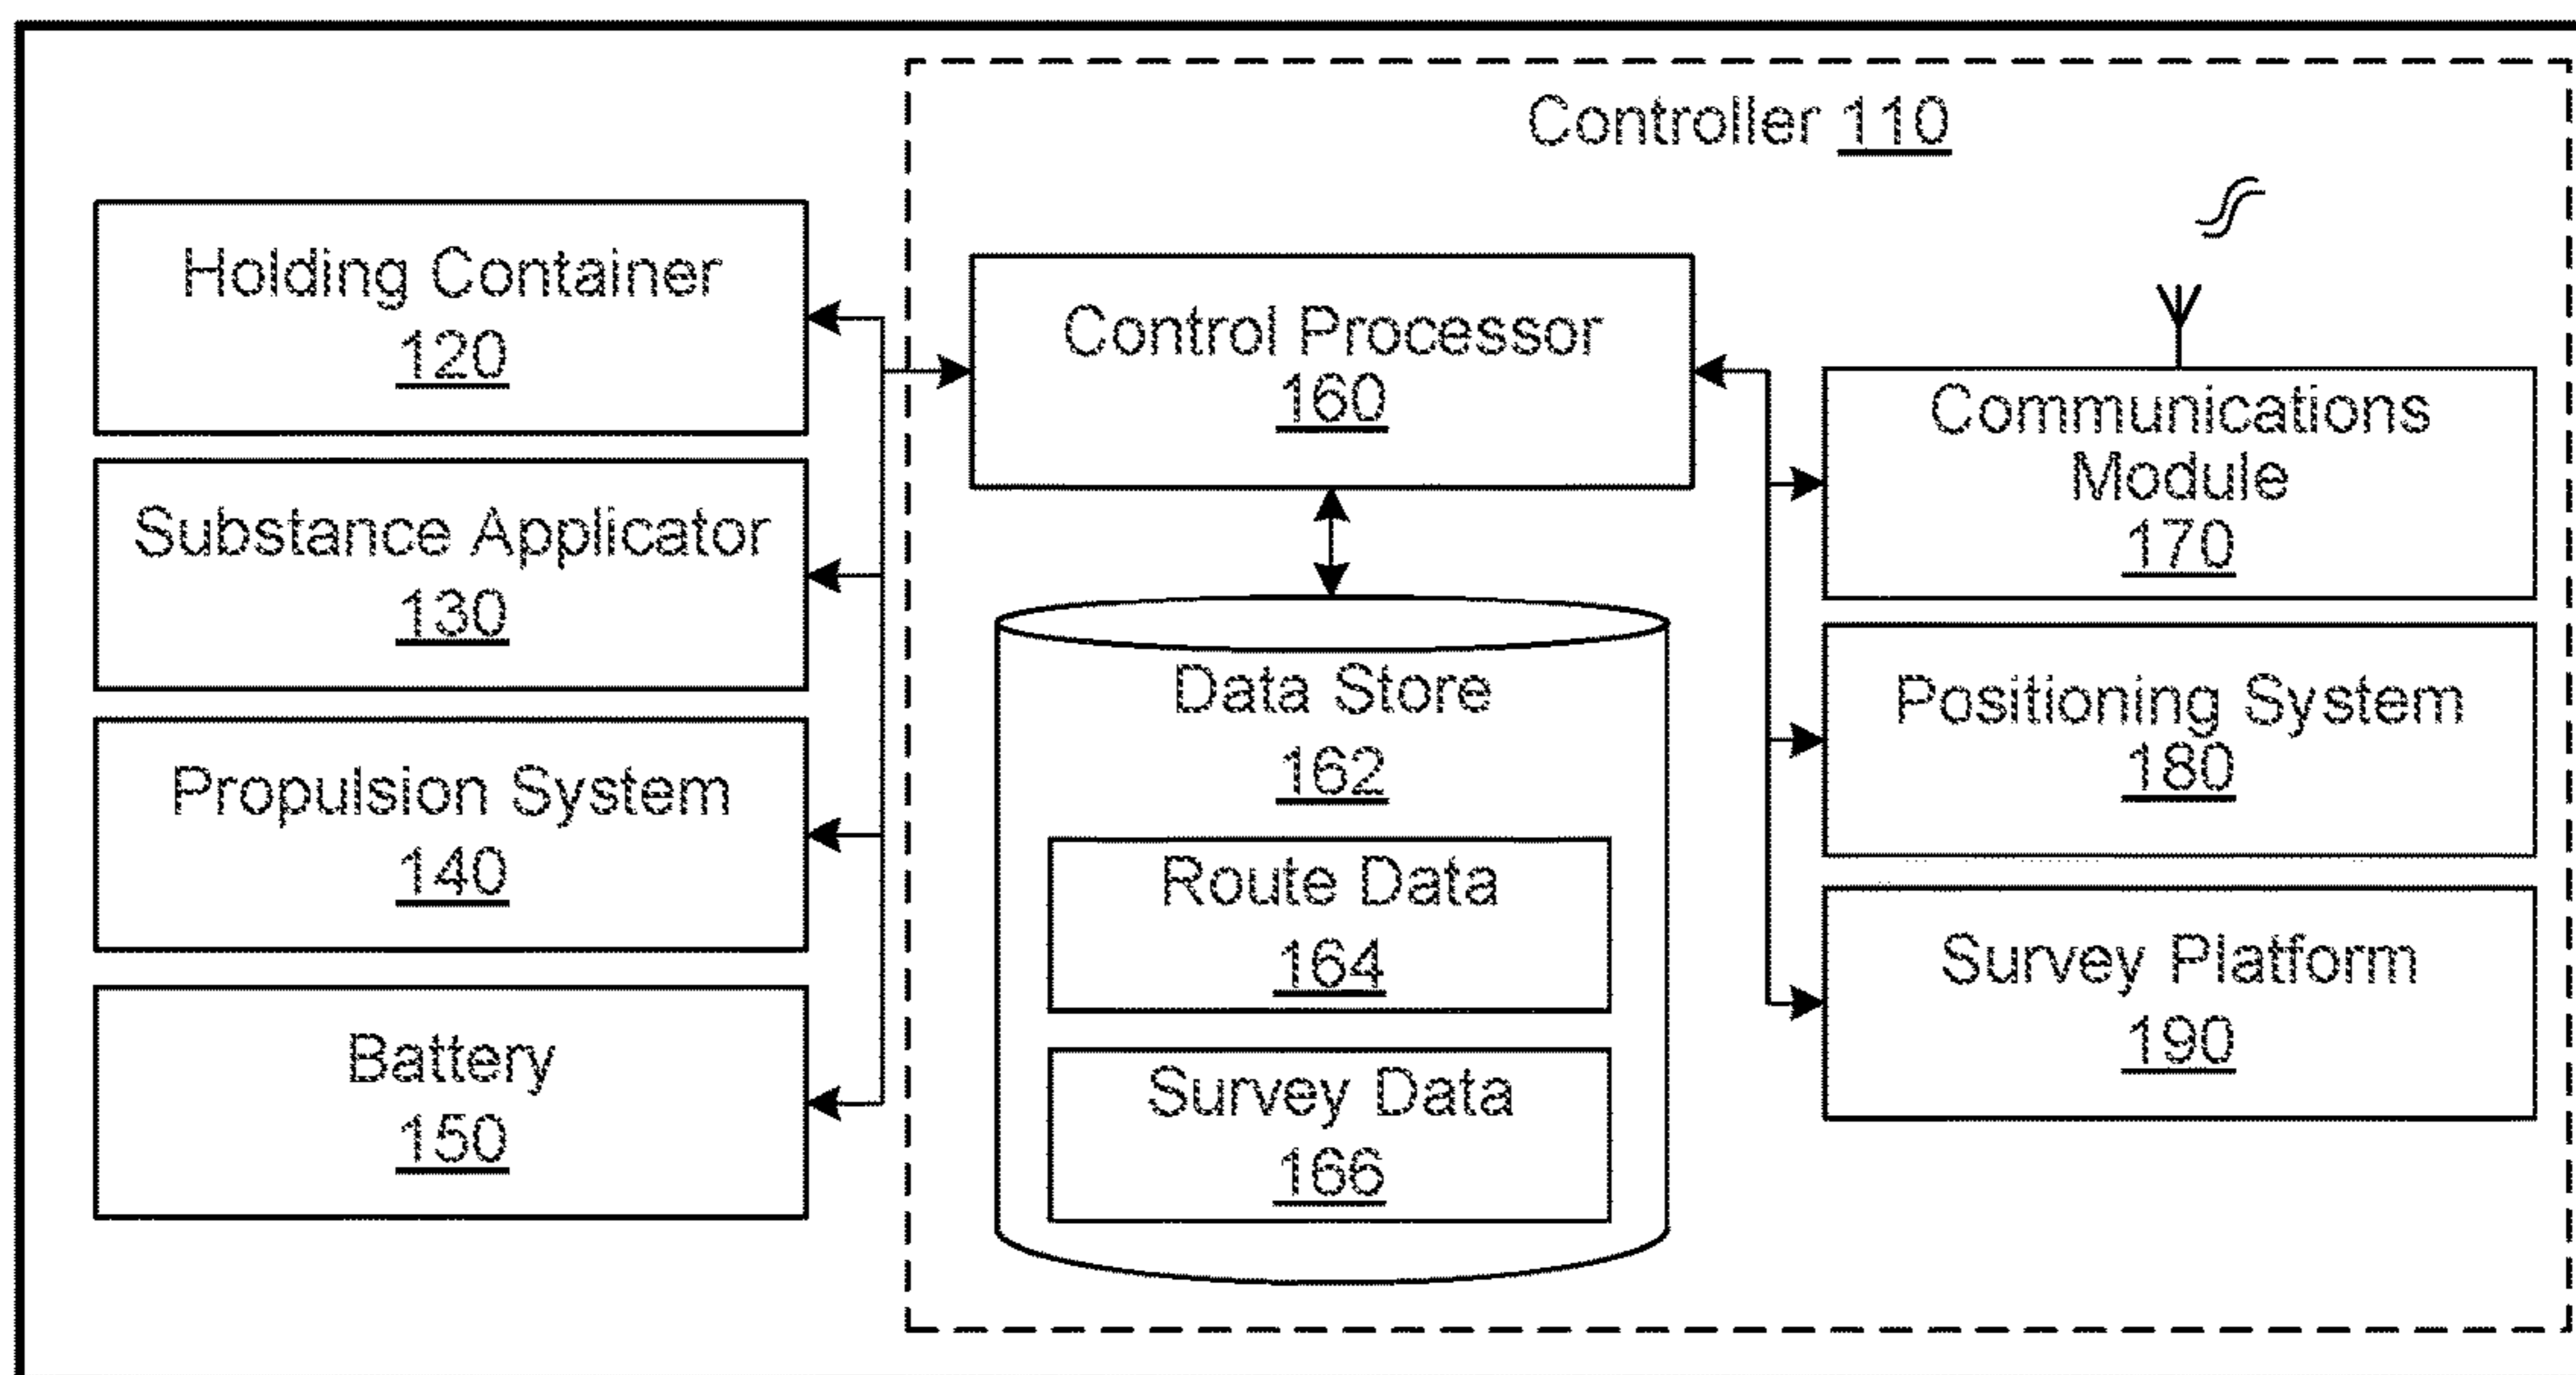 Controller 110
Holding Container
120
Substance Applicator
130
Propulsion System
140
Battery
150
Control Processor
160
Data Store
162
Route Data
164
Survey Data
166
Communications
Module
170
Positioning System
180
Survey Platform
190